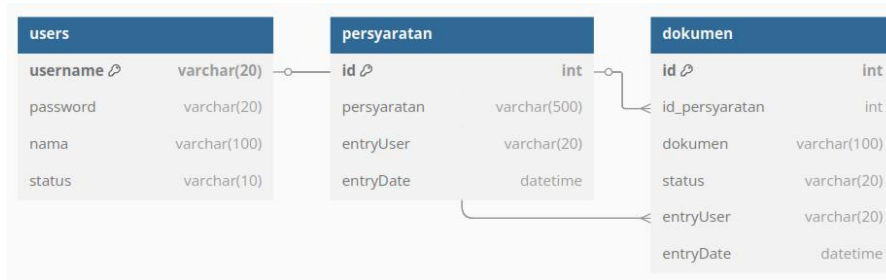 users
username varchar(20)
password varchar(20)
nama varchar(100)
status varchar(10)
persyaratan
id int
persyaratan varchar(500)
entryUser varchar(20)
entryDate datetime
dokumen
id int
id_persyaratan int
dokumen varchar(100)
status varchar(20)
entryUser varchar(20)
entryDate datetime